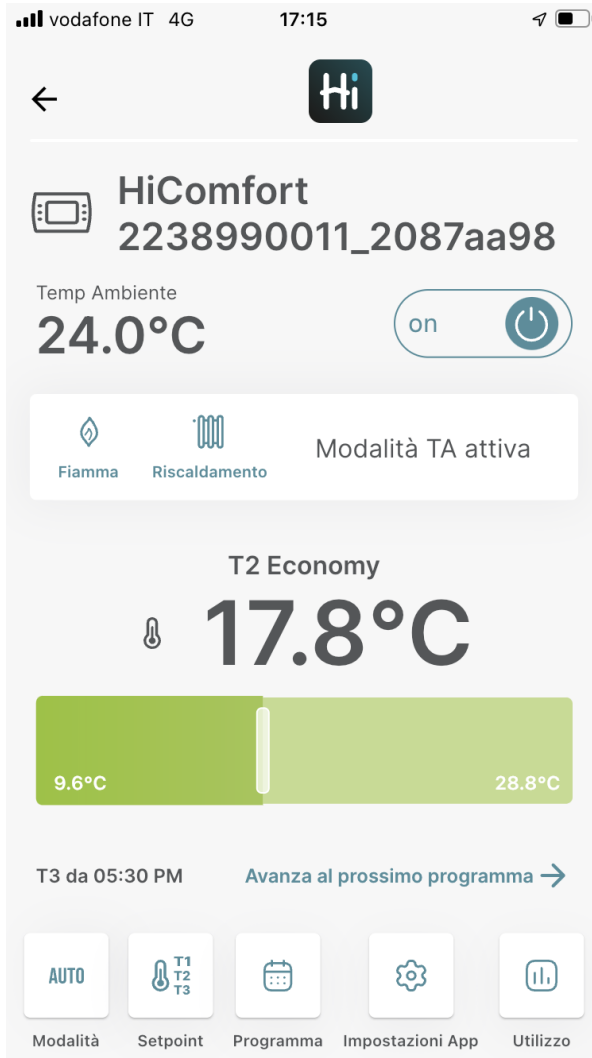 vodafone IT 4G 17:15
Hi
HiComfort
2238990011_2087aa98
Temp Ambiente
24.0°C
on
Fiamma
Riscaldamento
Modalità TA attiva
T2 Economy
17.8°C
9.6°C
28.8°C
T3 da 05:30 PM
Avanza al prossimo programma
AUTO
T1
T2
T3
Modalità
Setpoint
Programma
Impostazioni App
Utilizzo